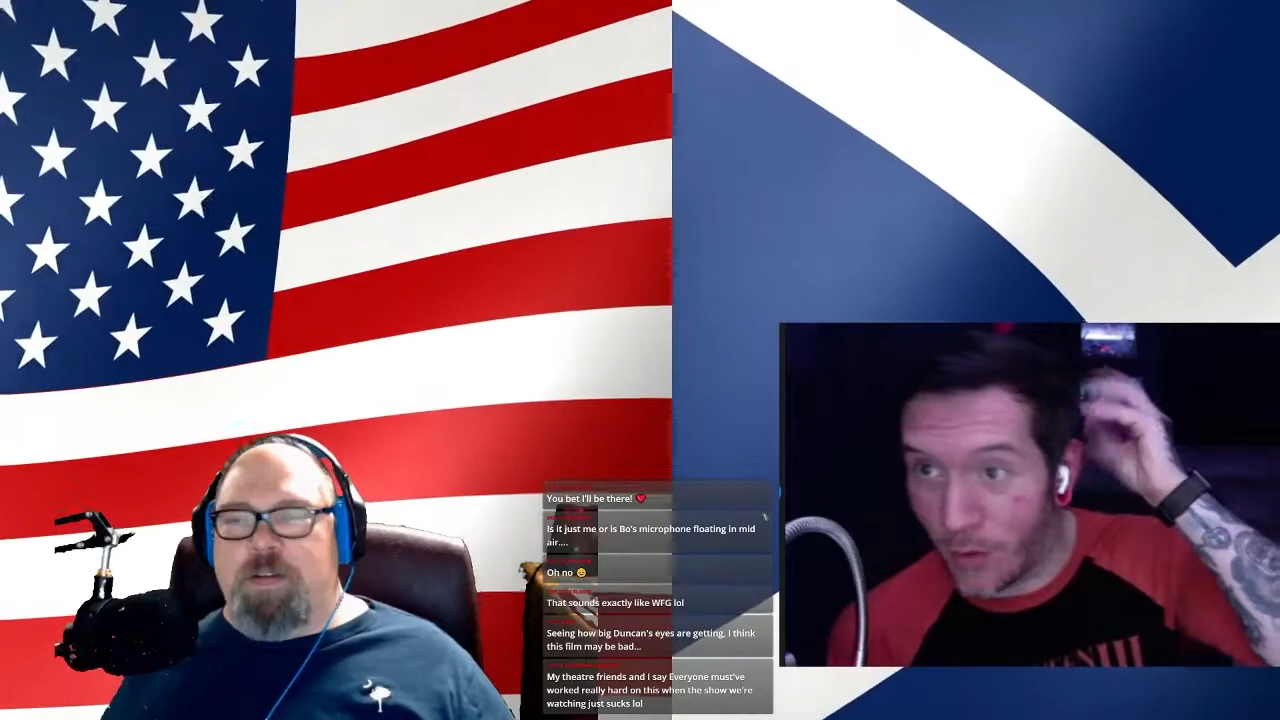 You bet I'll be there! ❤️
Is it just me or is Bo's microphone floating in mid
air....
Oh no 😖
That sounds exactly like WFG lol
Seeing how big Duncan's eyes are getting, I think
this film may be bad...
My theatre friends and I say Everyone must've
worked really hard on this when the show we're
watching just sucks lol